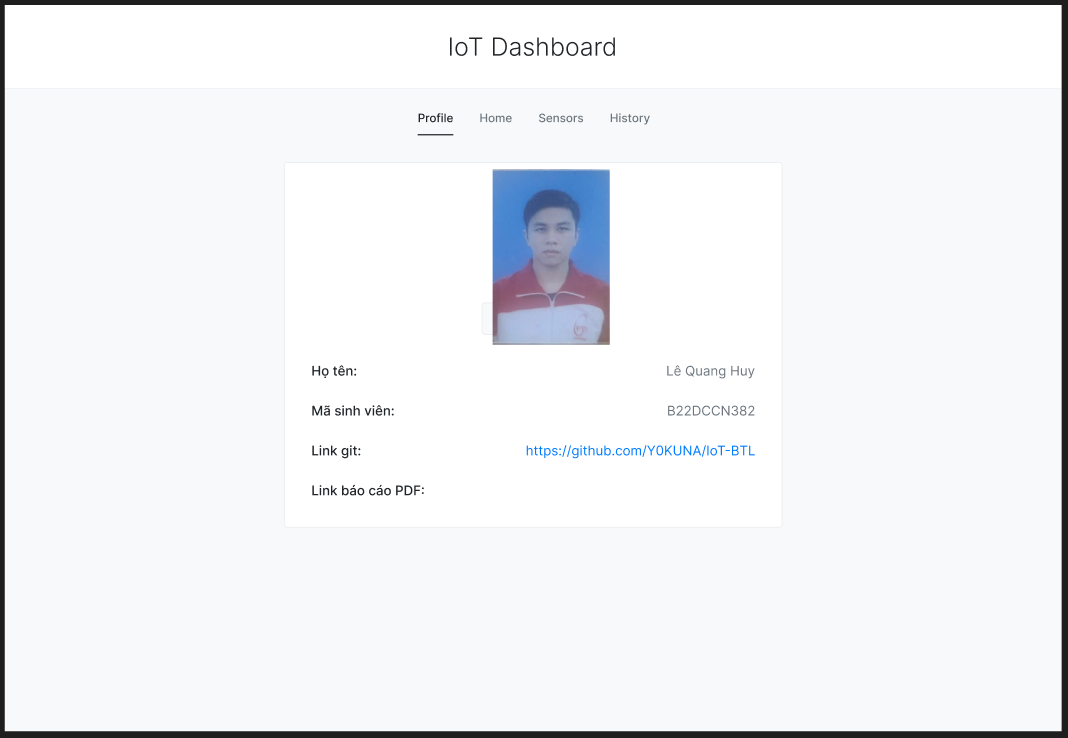 IoT Dashboard
Profile Home Sensors History
Họ tên: Lê Quang Huy
Mã sinh viên: B22DCCN382
Link git: https://github.com/Y0KUNA/IoT-BTL
Link báo cáo PDF: